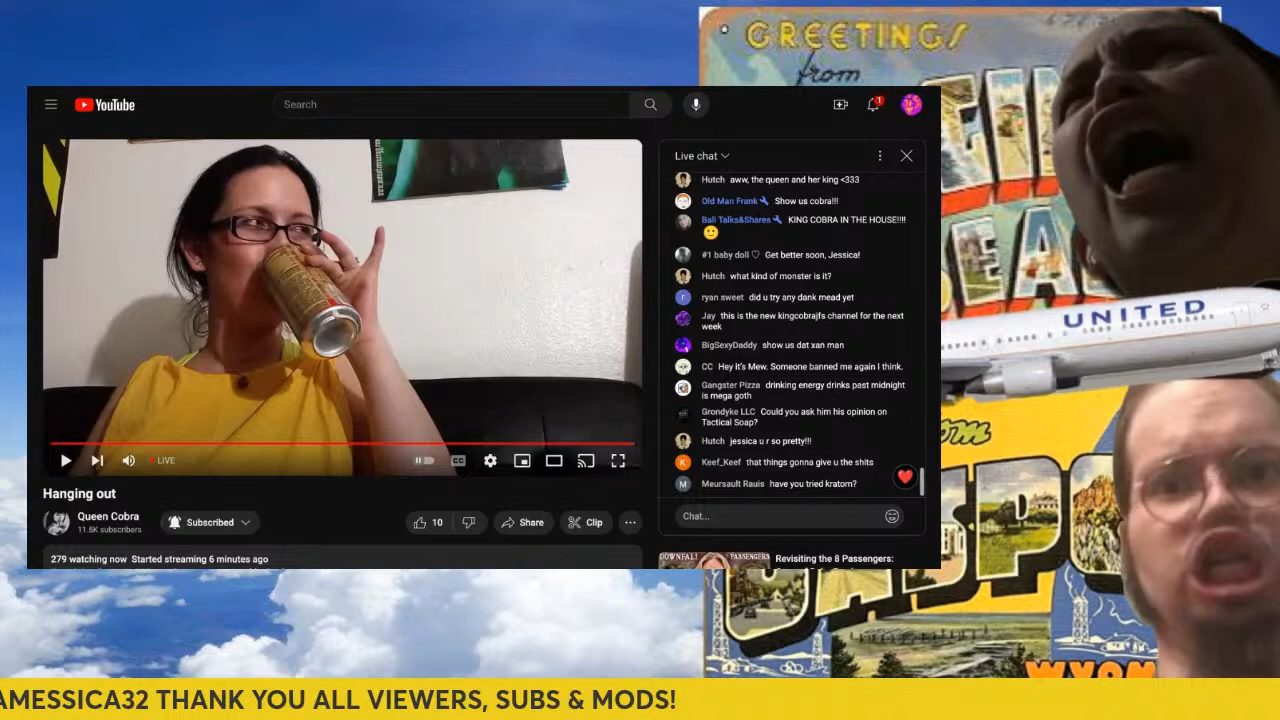 GREETINGS
from
YouTube
Search
1
Live chat
Hutch aww, the queen and her king <333
Old Man Frank Show us cobra!!!
Bali Talks&Shares KING COBRA IN THE HOUSE!!!!
🙂
#1 baby doll ♡ Get better soon, Jessica!
Hutch what kind of monster is it?
ryan sweet did u try any dank mead yet
Jay this is the new kingcobrajfs channel for the next
week
BigSexyDaddy show us dat xan man
CC Hey it's Mew. Someone banned me again I think.
Gangster Pizza drinking energy drinks past midnight
is mega goth
Grondyke LLC Could you ask him his opinion on
Tactical Soap?
Hutch jessica u r so pretty!!!
Keef_Keef that things gonna give u the shits
Meursault Rauis have you tried kratom?
Chat...
LIVE
CC
Hanging out
Queen Cobra
11.5K subscribers
Subscribed
10
Share
Clip
279 watching now Started streaming 6 minutes ago
DOWNFALL
PASSENGERS
Revisiting the 8 Passengers:
UNITED
AMESSICA32 THANK YOU ALL VIEWERS, SUBS & MODS!